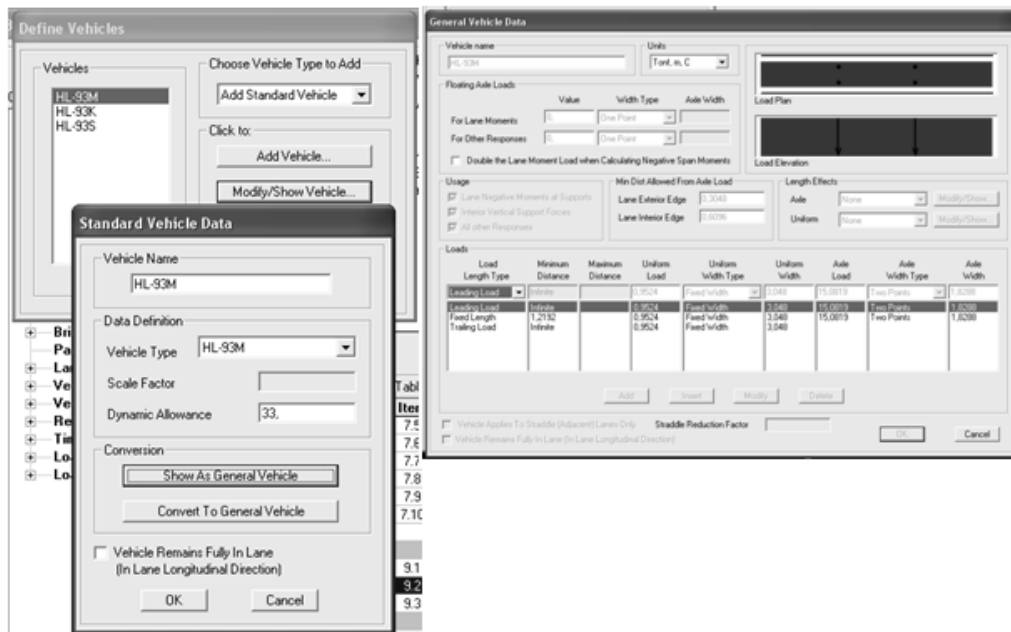 Define Vehicles
Vehicles
HL-93M
HL-93K
HL-93S
Choose Vehicle Type to Add
Add Standard Vehicle
Click to:
Add Vehicle...
Modify/Show Vehicle...
Standard Vehicle Data
Vehicle Name
HL-93M
Data Definition
Vehicle Type HL-93M
Scale Factor
Dynamic Allowance 33,
Conversion
Show As General Vehicle
Convert To General Vehicle
Vehicle Remains Fully In Lane
(In Lane Longitudinal Direction)
OK Cancel
Bri
Pa
La
Ve
Ve
Re
Tim
Lo
Lo
Tabl
Iter
7.5
7.6
7.7
7.8
7.9
7.10
9.1
9.2
9.3
General Vehicle Data
Vehicle name
HL-93M
Units
Tonf, m, C
Floating Axle Loads
Value Width Type Axle Width
For Lane Moments 0, One Point
For Other Responses 0, One Point
Double the Lane Moment Load when Calculating Negative Span Moments
Load Plan
Load Elevation
Usage
Lane Negative Moments at Supports
Interior Vertical Support Forces
All other Responses
Min Dist Allowed From Axle Load
Lane Exterior Edge 0,3048
Lane Interior Edge 0,6096
Length Effects
Axle None Modify/Show...
Uniform None Modify/Show...
Loads
Load Minimum Maximum Uniform Uniform Uniform Axle Axle Axle
Length Type Distance Distance Load Width Type Width Load Width Type Width
Leading Load Infinite 0,9524 Fixed Width 3,048 15,0819 Two Points 1,8288
Leading Load Infinite 0,9524 Fixed Width 3,048 15,0819 Two Points 1,8288
Fixed Length 1,2192 0,9524 Fixed Width 3,048 15,0819 Two Points 1,8288
Trailing Load Infinite 0,9524 Fixed Width 3,048
Add Insert Modify Delete
Vehicle Applies To Straddle (Adjacent) Lanes Only Straddle Reduction Factor
Vehicle Remains Fully In Lane (In Lane Longitudinal Direction)
OK Cancel